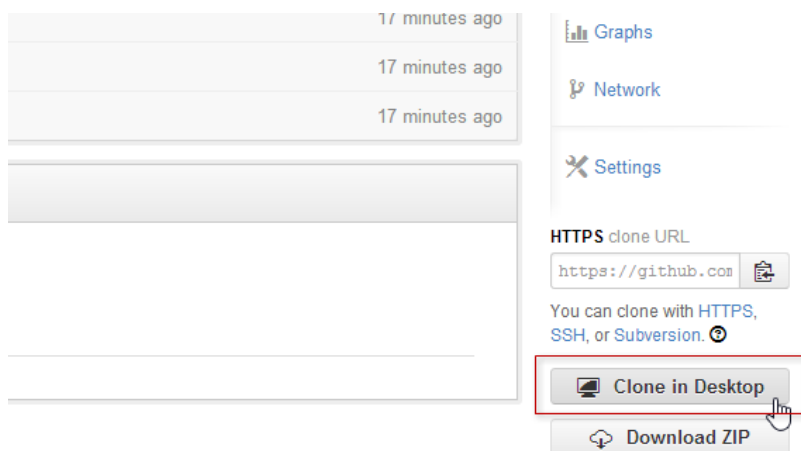 17 minutes ago
17 minutes ago
17 minutes ago
Graphs
Network
Settings
HTTPS clone URL
https://github.com
You can clone with HTTPS,
SSH, or Subversion.
Clone in Desktop
Download ZIP